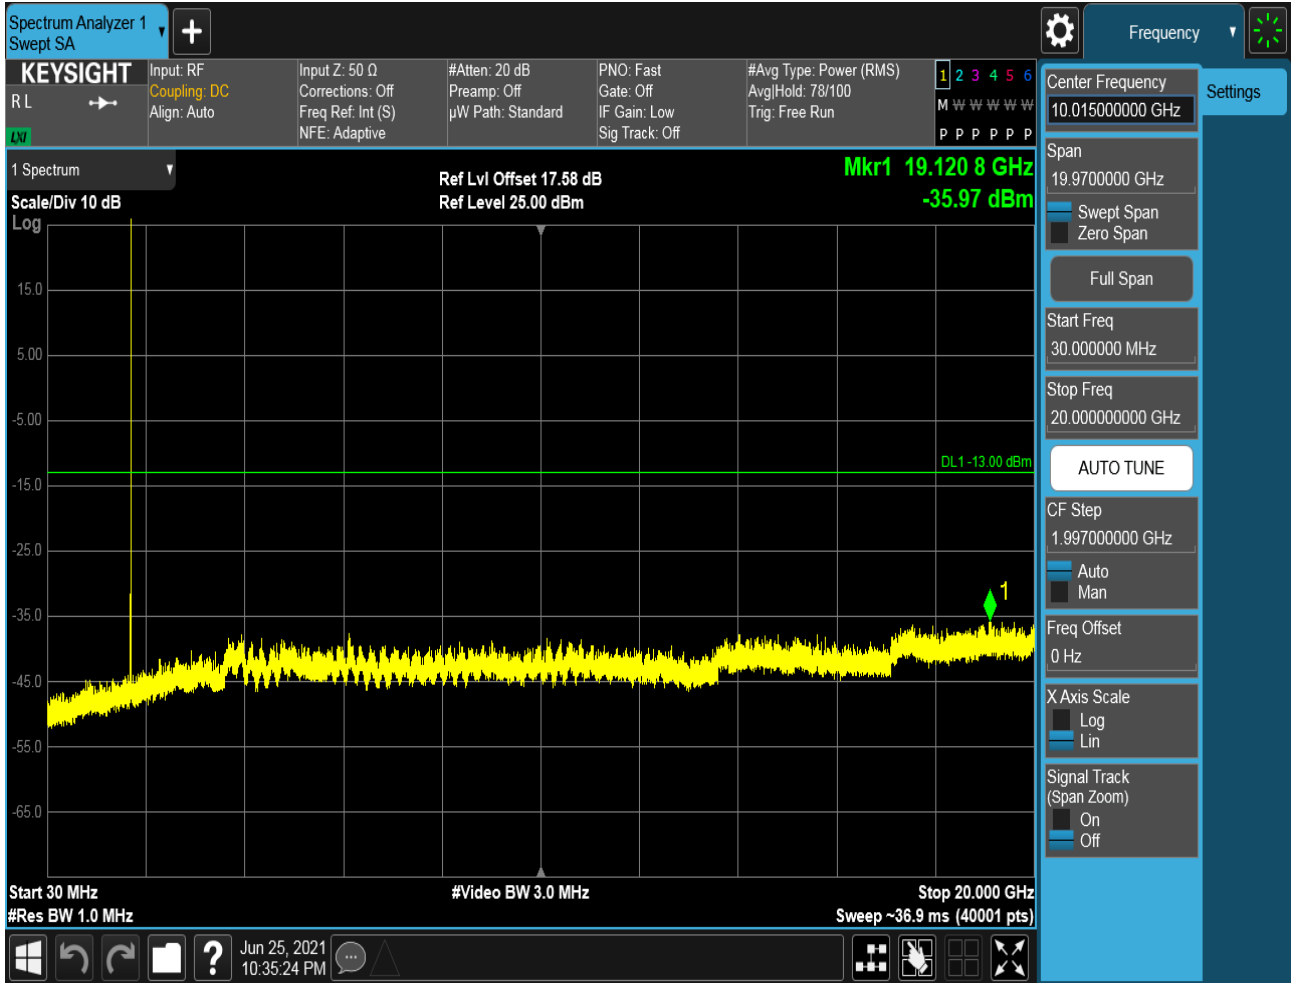 Spectrum Analyzer 1
Swept SA
+
Frequency
KEYSIGHT
R L
LXI
Input: RF
Coupling: DC
Align: Auto
Input Z: 50 Ω
Corrections: Off
Freq Ref: Int (S)
NFE: Adaptive
#Atten: 20 dB
Preamp: Off
µW Path: Standard
PNO: Fast
Gate: Off
IF Gain: Low
Sig Track: Off
#Avg Type: Power (RMS)
Avg|Hold: 78/100
Trig: Free Run
1 2 3 4 5 6
M W W W W W
P P P P P P
1 Spectrum
Scale/Div 10 dB
Log
Ref Lvl Offset 17.58 dB
Ref Level 25.00 dBm
Mkr1 19.120 8 GHz
-35.97 dBm
15.0
5.00
-5.00
-15.0
-25.0
-35.0
-45.0
-55.0
-65.0
DL1 -13.00 dBm
1
Start 30 MHz
#Res BW 1.0 MHz
#Video BW 3.0 MHz
Stop 20.000 GHz
Sweep ~36.9 ms (40001 pts)
Center Frequency
10.015000000 GHz
Span
19.9700000 GHz
Swept Span
Zero Span
Full Span
Start Freq
30.000000 MHz
Stop Freq
20.000000000 GHz
AUTO TUNE
CF Step
1.997000000 GHz
Auto
Man
Freq Offset
0 Hz
X Axis Scale
Log
Lin
Signal Track
(Span Zoom)
On
Off
Settings
?
Jun 25, 2021
10:35:24 PM